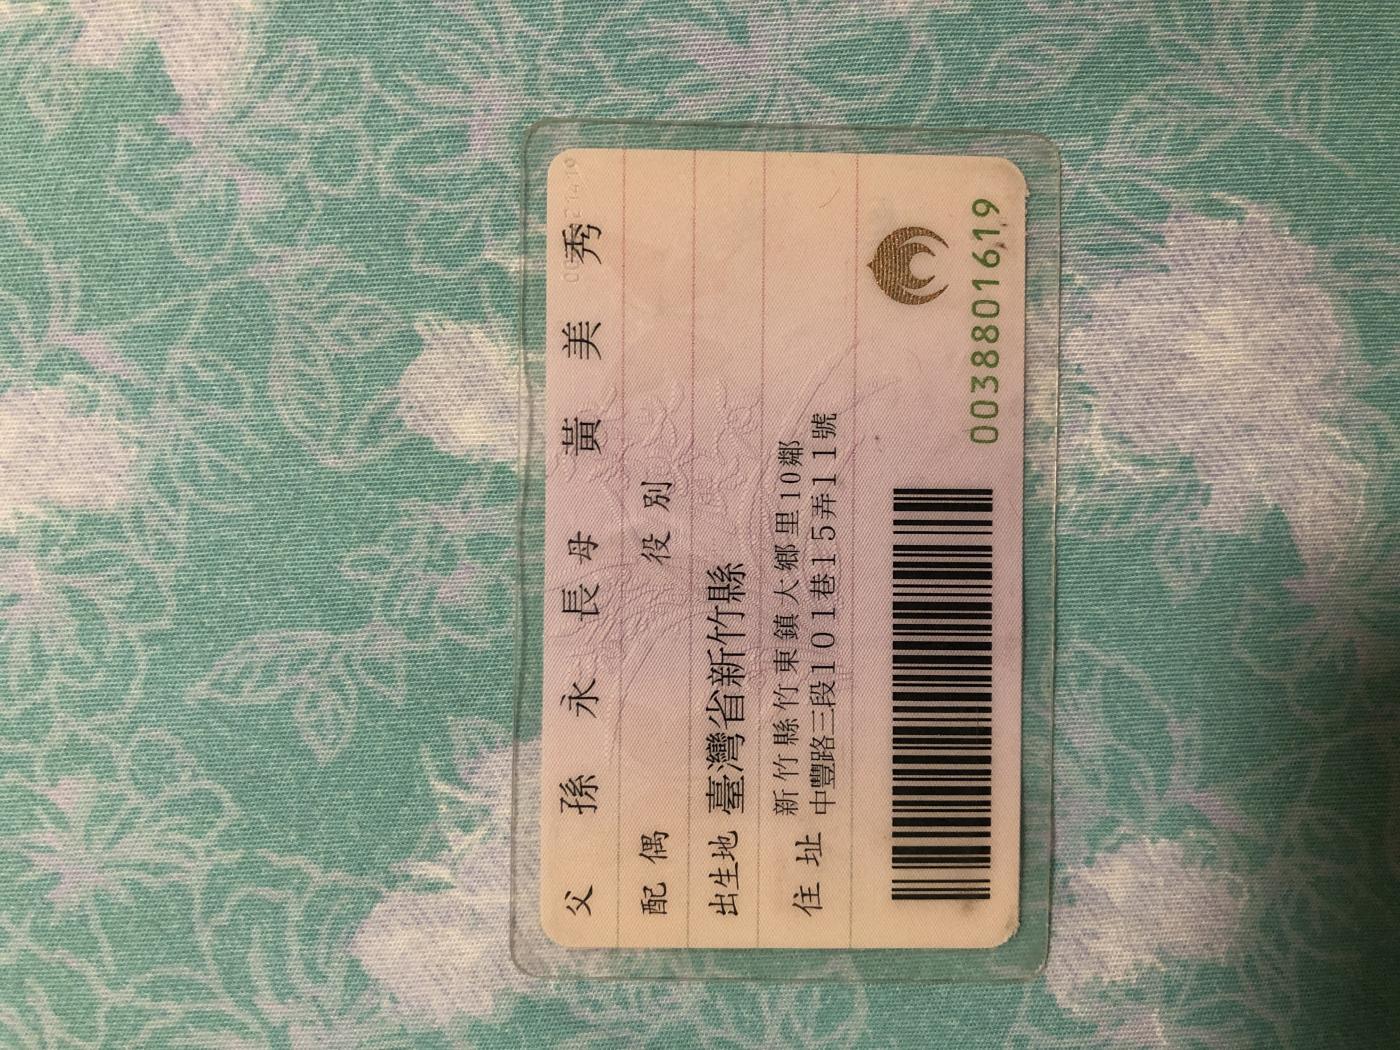 父 孫永長 母 黃美秀
配偶 役別
出生地 臺灣省新竹縣
住址 新竹縣竹東鎮大鄉里10鄰
中豐路三段101巷115弄11號
0038801619